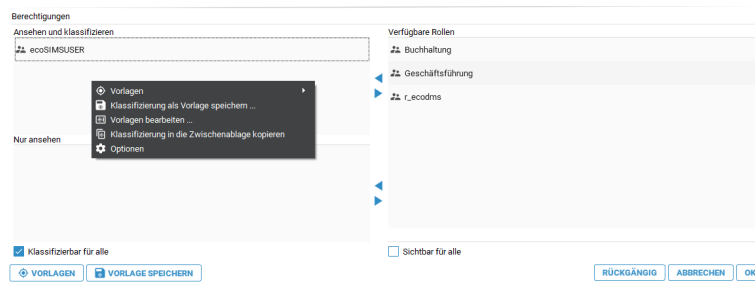 Berechtigungen
Ansehen und klassifizieren
Verfügbare Rollen
ecoSIMSUSER
Buchhaltung
Geschäftsführung
r_ecodms
Vorlagen
Klassifizierung als Vorlage speichern ...
Vorlagen bearbeiten ...
Klassifizierung in die Zwischenablage kopieren
Optionen
Nur ansehen
Klassifizierbar für alle
Sichtbar für alle
VORLAGEN
VORLAGE SPEICHERN
RÜCKGÄNGIG
ABBRECHEN
OK